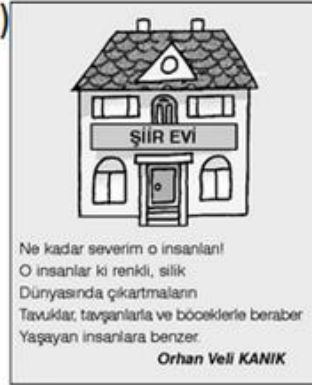 )
ŞİİR EVİ
Ne kadar severim o insanları!
O insanlar ki renkli, silik
Dünyasında çıkartmaların
Tavuklar, tavşanlarla ve böceklerle beraber
Yaşayan insanlara benzer.
Orhan Veli KANIK